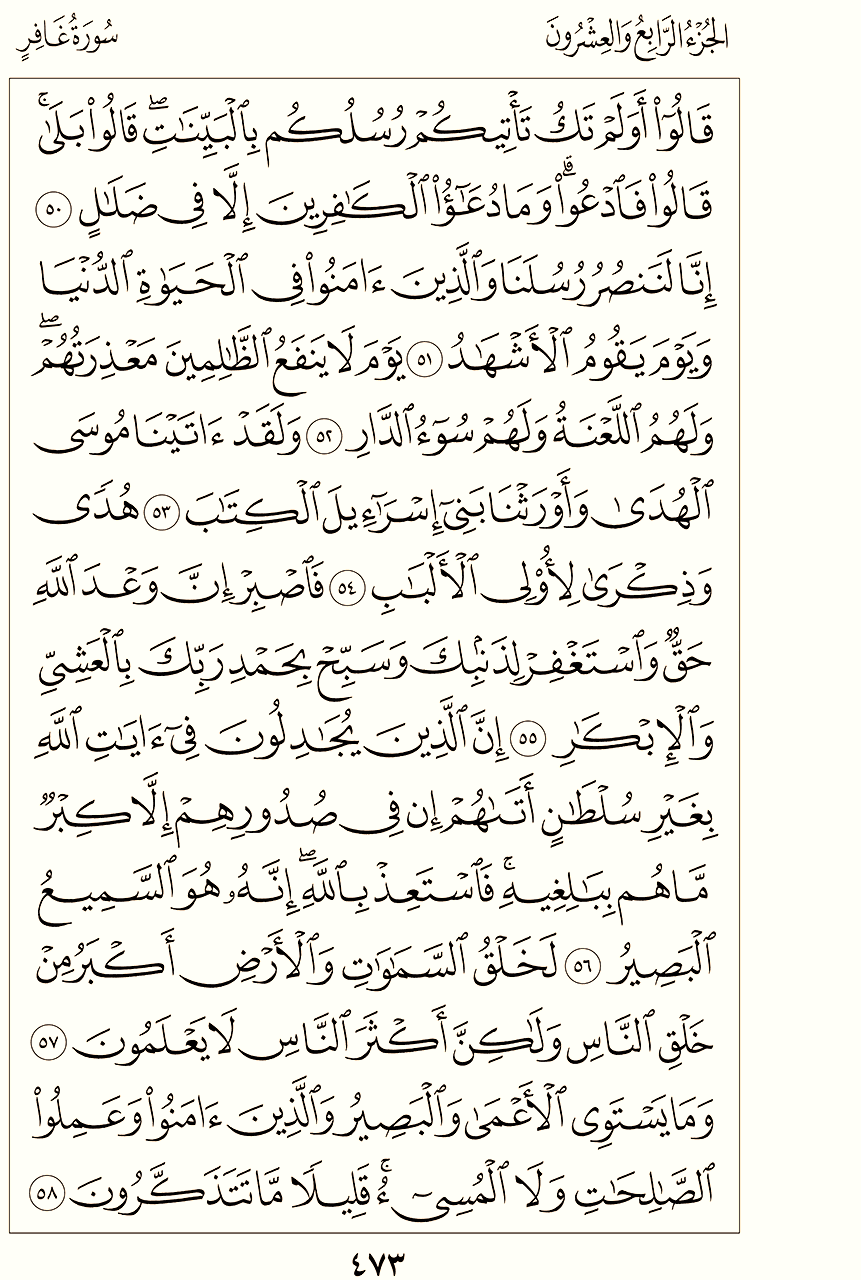 الجُزْءُ الرَّابِعُ وَالعِشْرُونَ سُورَةُ غَافِرٍ
قَالُوٓا۟ أَوَلَمْ تَكُ تَأْتِيكُمْ رُسُلُكُم بِٱلْبَيِّنَٰتِ ۖ قَالُوا۟ بَلَىٰ ۚ
قَالُوا۟ فَٱدْعُوا۟ ۗ وَمَا دُعَٰٓؤُا۟ ٱلْكَٰفِرِينَ إِلَّا فِى ضَلَٰلٍ ٥٠
إِنَّا لَنَنصُرُ رُسُلَنَا وَٱلَّذِينَ ءَامَنُوا۟ فِى ٱلْحَيَوٰةِ ٱلدُّنْيَا
وَيَوْمَ يَقُومُ ٱلْأَشْهَٰدُ ٥١ يَوْمَ لَا يَنفَعُ ٱلظَّٰلِمِينَ مَعْذِرَتُهُمْ ۖ
وَلَهُمُ ٱللَّعْنَةُ وَلَهُمْ سُوٓءُ ٱلدَّارِ ٥٢ وَلَقَدْ ءَاتَيْنَا مُوسَى
ٱلْهُدَىٰ وَأَوْرَثْنَا بَنِىٓ إِسْرَٰٓءِيلَ ٱلْكِتَٰبَ ٥٣ هُدًى
وَذِكْرَىٰ لِأُو۟لِى ٱلْأَلْبَٰبِ ٥٤ فَٱصْبِرْ إِنَّ وَعْدَ ٱللَّهِ
حَقٌّ وَٱسْتَغْفِرْ لِذَنۢبِكَ وَسَبِّحْ بِحَمْدِ رَبِّكَ بِٱلْعَشِىِّ
وَٱلْإِبْكَٰرِ ٥٥ إِنَّ ٱلَّذِينَ يُجَٰدِلُونَ فِىٓ ءَايَٰتِ ٱللَّهِ
بِغَيْرِ سُلْطَٰنٍ أَتَىٰهُمْ إِن فِى صُدُورِهِمْ إِلَّا كِبْرٌ
مَّا هُم بِبَٰلِغِيهِ ۚ فَٱسْتَعِذْ بِٱللَّهِ ۖ إِنَّهُۥ هُوَ ٱلسَّمِيعُ
ٱلْبَصِيرُ ٥٦ لَخَلْقُ ٱلسَّمَٰوَٰتِ وَٱلْأَرْضِ أَكْبَرُ مِنْ
خَلْقِ ٱلنَّاسِ وَلَٰكِنَّ أَكْثَرَ ٱلنَّاسِ لَا يَعْلَمُونَ ٥٧
وَمَا يَسْتَوِى ٱلْأَعْمَىٰ وَٱلْبَصِيرُ وَٱلَّذِينَ ءَامَنُوا۟ وَعَمِلُوا۟
ٱلصَّٰلِحَٰتِ وَلَا ٱلْمُسِىٓءُ ۚ قَلِيلًا مَّا تَتَذَكَّرُونَ ٥٨
٤٧٣